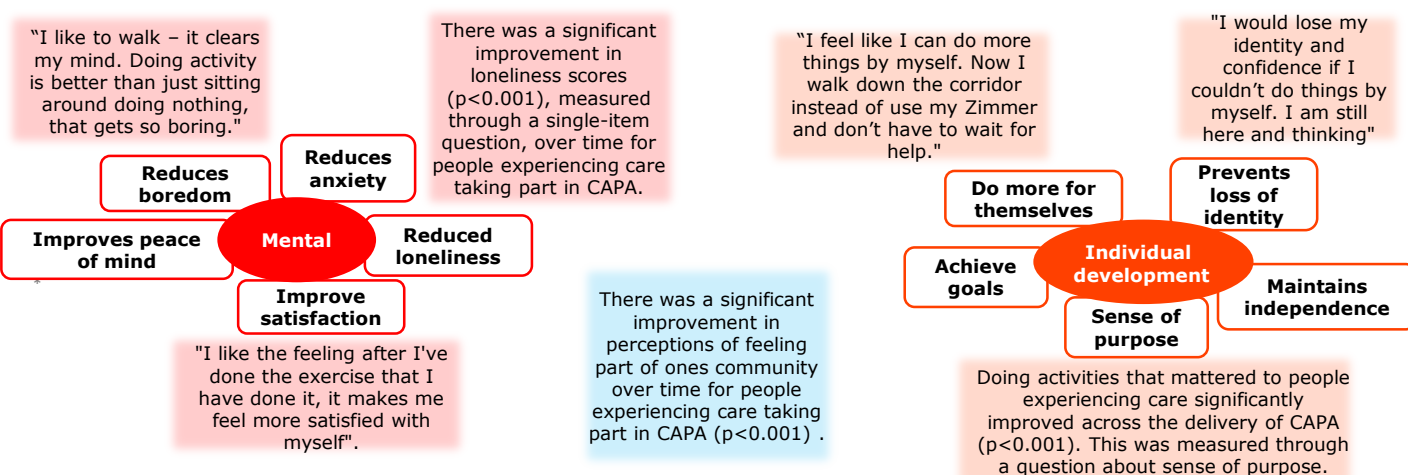 “I like to walk – it clears
my mind. Doing activity
is better than just sitting
around doing nothing,
that gets so boring."
There was a significant
improvement in
loneliness scores
(p<0.001), measured
through a single-item
question, over time for
people experiencing care
taking part in CAPA.
Reduces
anxiety
Reduces
boredom
Improves peace
of mind
Mental
Reduced
loneliness
*
Improve
satisfaction
"I like the feeling after I've
done the exercise that I
have done it, it makes me
feel more satisfied with
myself".
There was a significant
improvement in
perceptions of feeling
part of ones community
over time for people
experiencing care taking
part in CAPA (p<0.001) .
“I feel like I can do more
things by myself. Now I
walk down the corridor
instead of use my Zimmer
and don’t have to wait for
help."
"I would lose my
identity and
confidence if I
couldn’t do things by
myself. I am still
here and thinking"
Do more for
themselves
Prevents
loss of
identity
Achieve
goals
Individual
development
Maintains
independence
Sense of
purpose
Doing activities that mattered to people
experiencing care significantly
improved across the delivery of CAPA
(p<0.001). This was measured through
a question about sense of purpose.